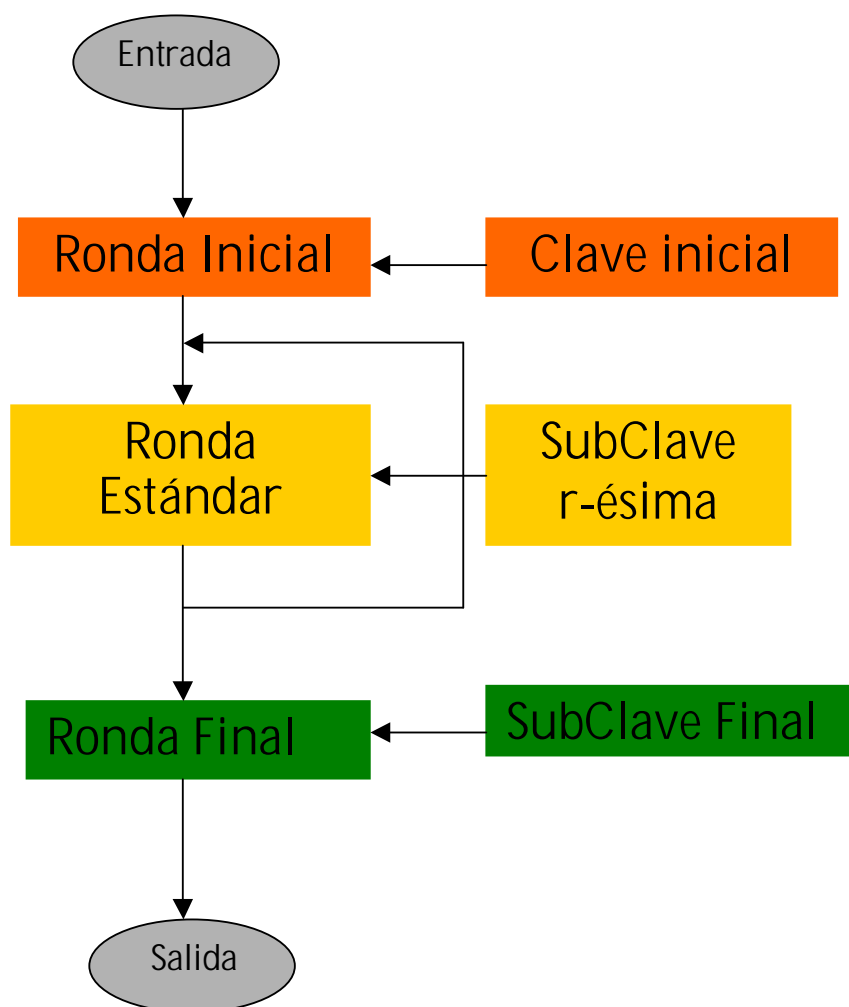 Entrada
Ronda Inicial
Clave inicial
Ronda
Estándar
SubClave
r-ésima
Ronda Final
SubClave Final
Salida